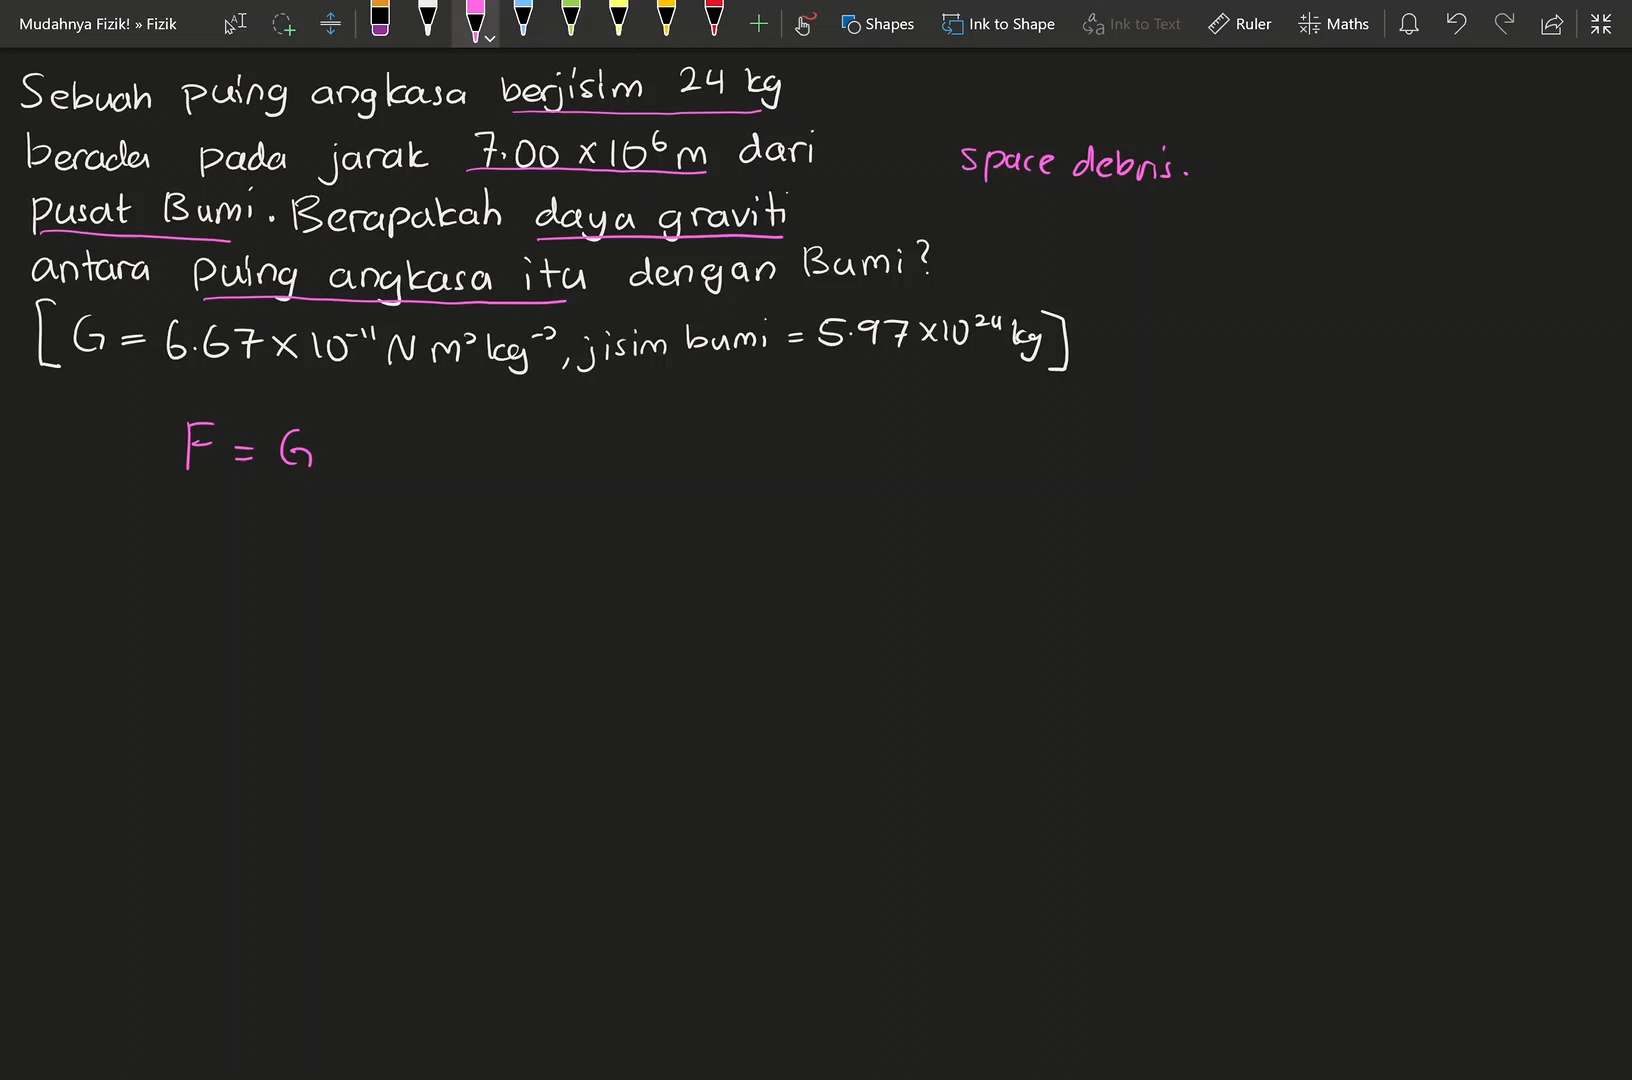 Mudahnya Fizik! » Fizik Shapes Ink to Shape Ink to Text Ruler Maths
Sebuah puing angkasa berjisim 24 kg
berada pada jarak 7.00 × 10⁶ m dari
space debris.
pusat Bumi. Berapakah daya graviti
antara puing angkasa itu dengan Bumi?
[G = 6.67 × 10⁻¹¹ N m² kg⁻², jisim bumi = 5.97 × 10²⁴ kg]
F = G